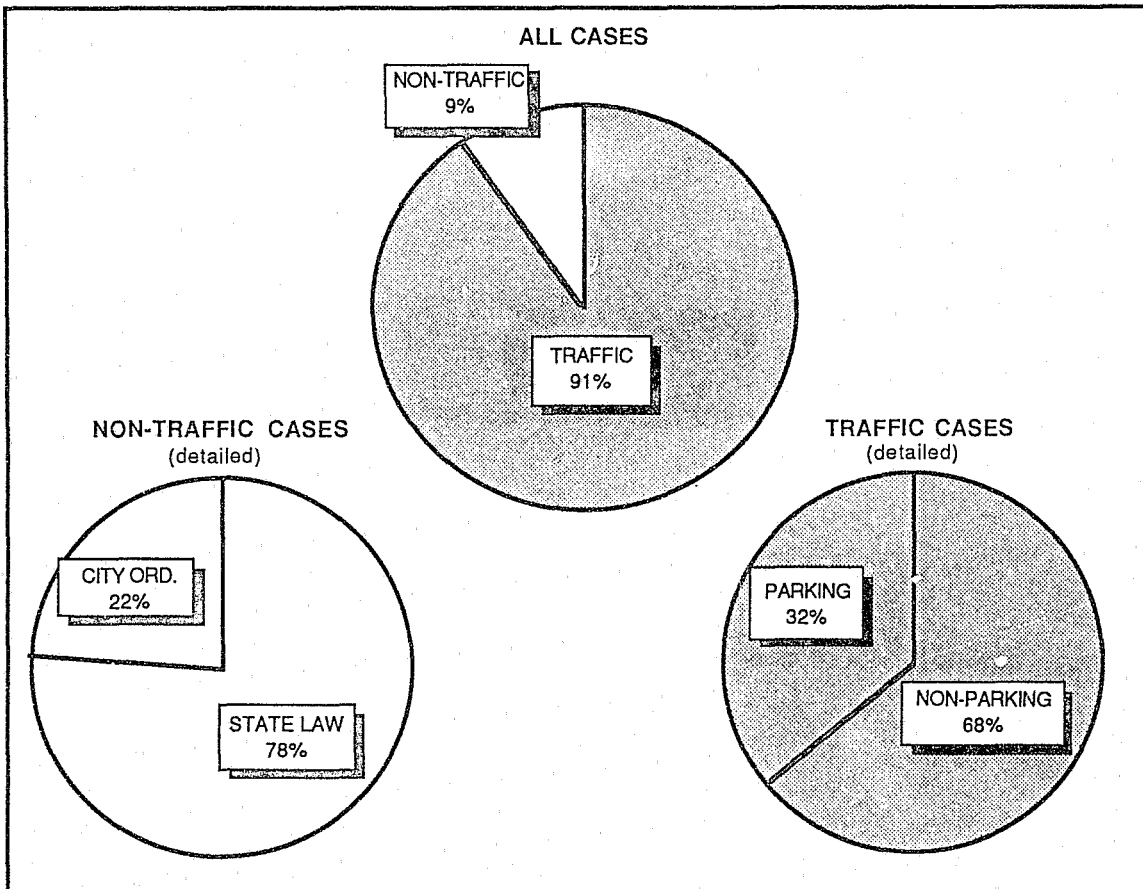 ALL CASES
NON-TRAFFIC
9%
TRAFFIC
91%
NON-TRAFFIC CASES
(detailed)
CITY ORD.
22%
STATE LAW
78%
TRAFFIC CASES
(detailed)
PARKING
32%
NON-PARKING
68%